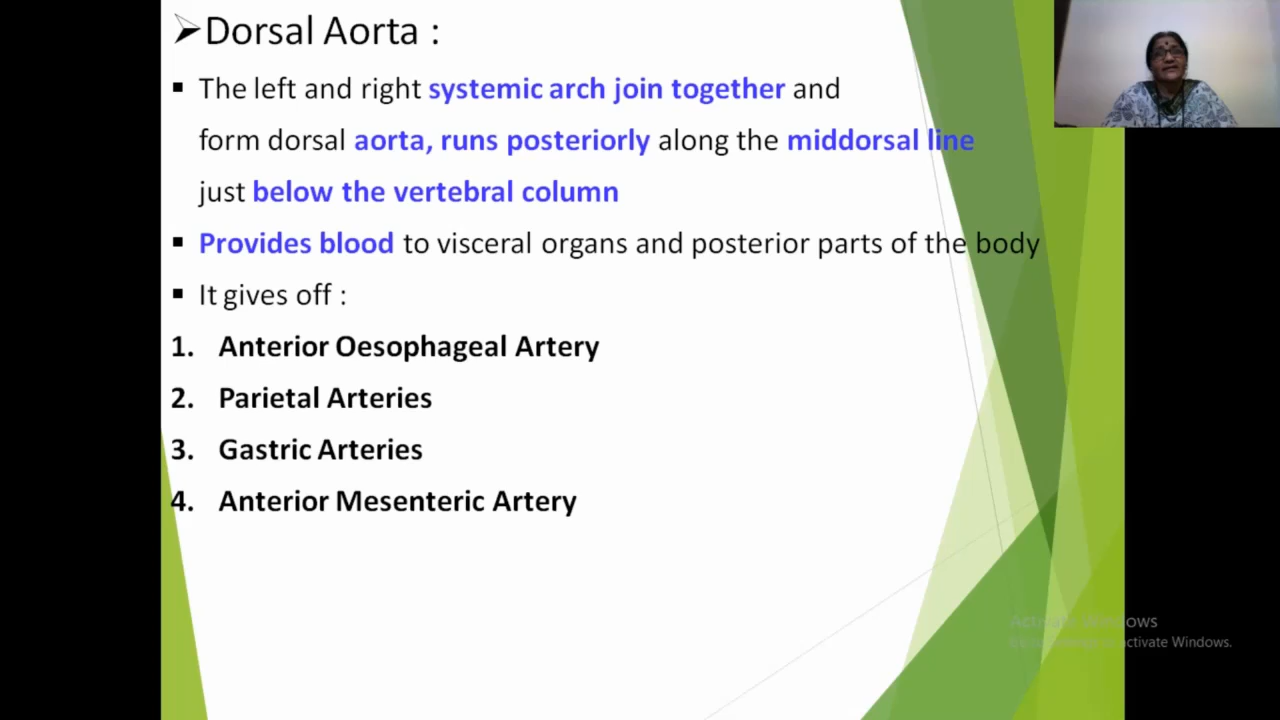 ➢Dorsal Aorta :
▪ The left and right systemic arch join together and
form dorsal aorta, runs posteriorly along the middorsal line
just below the vertebral column
▪ Provides blood to visceral organs and posterior parts of the body
▪ It gives off :
1. Anterior Oesophageal Artery
2. Parietal Arteries
3. Gastric Arteries
4. Anterior Mesenteric Artery
Activate Windows
activate Windows.